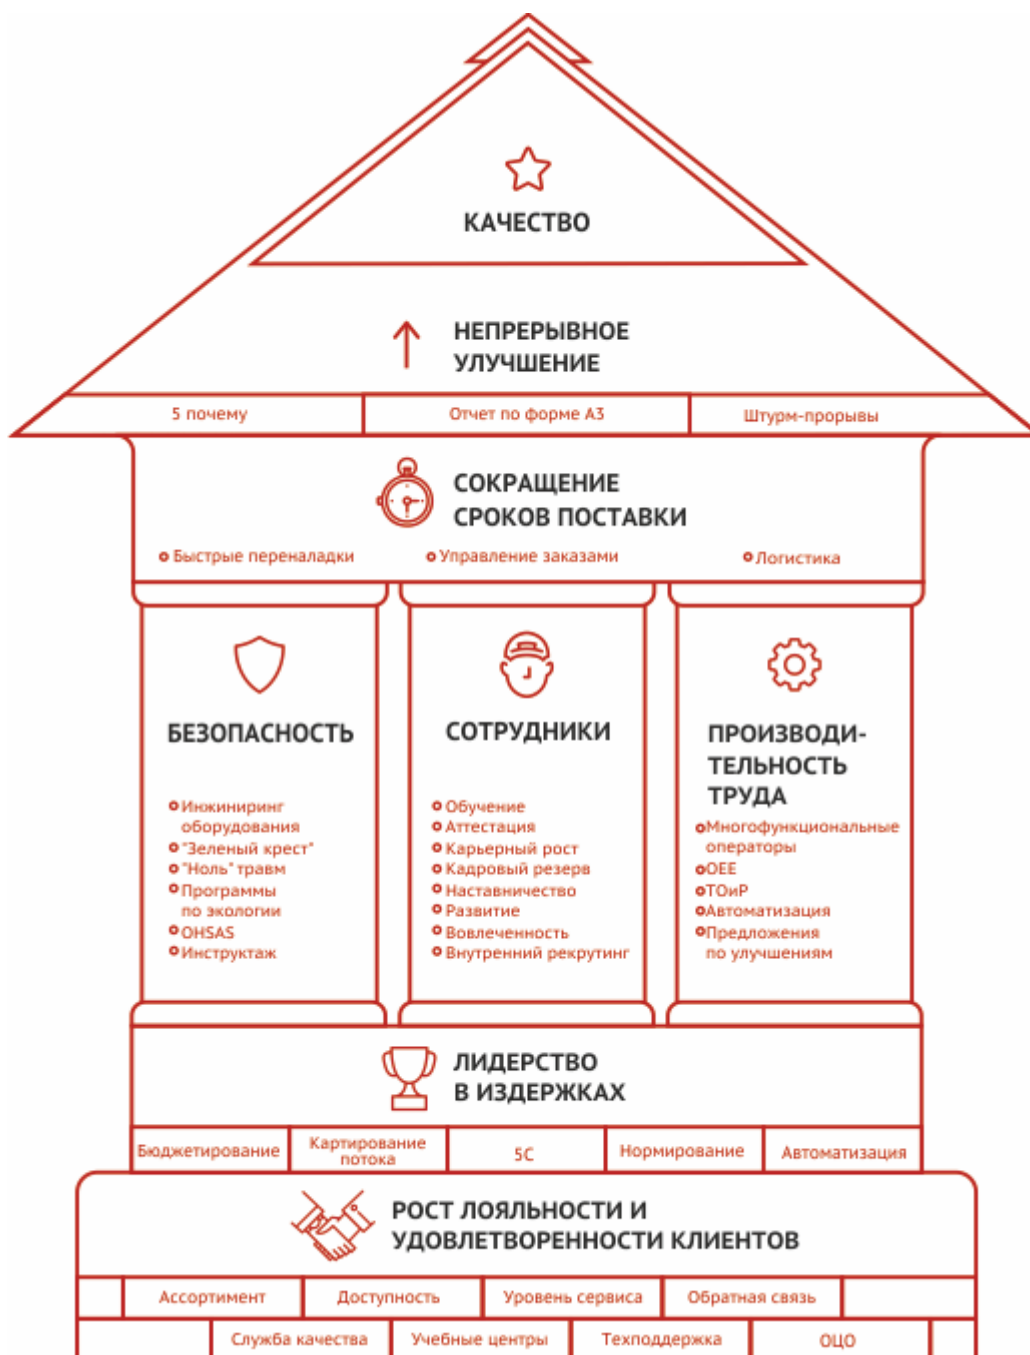 КАЧЕСТВО
НЕПРЕРЫВНОЕ
УЛУЧШЕНИЕ
5 почему
Отчет по форме А3
Штурм-прорывы
СОКРАЩЕНИЕ
СРОКОВ ПОСТАВКИ
Быстрые переналадки
Управление заказами
Логистика
БЕЗОПАСНОСТЬ
Инжиниринг
оборудования
"Зеленый крест"
"Ноль" травм
Программы
по экологии
OHSAS
Инструктаж
СОТРУДНИКИ
Обучение
Аттестация
Карьерный рост
Кадровый резерв
Наставничество
Развитие
Вовлеченность
Внутренний рекрутинг
ПРОИЗВОДИ-
ТЕЛЬНОСТЬ
ТРУДА
Многофункциональные
операторы
OEE
ТОиР
Автоматизация
Предложения
по улучшениям
ЛИДЕРСТВО
В ИЗДЕРЖКАХ
Бюджетирование
Картирование
потока
5С
Нормирование
Автоматизация
РОСТ ЛОЯЛЬНОСТИ И
УДОВЛЕТВОРЕННОСТИ КЛИЕНТОВ
Ассортимент
Доступность
Уровень сервиса
Обратная связь
Служба качества
Учебные центры
Техподдержка
ОЦО